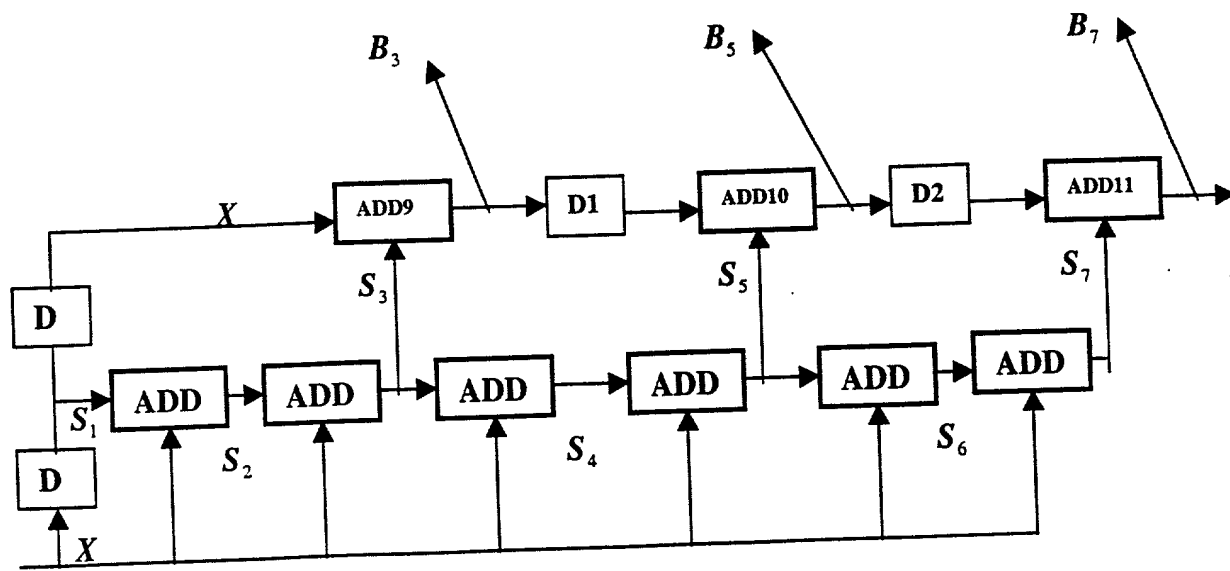 B₃ B₅ B₇
X ADD9 D1 ADD10 D2 ADD11
S₃ S₅ S₇
D
ADD ADD ADD ADD ADD ADD
S₁ S₂ S₄ S₆
D
X